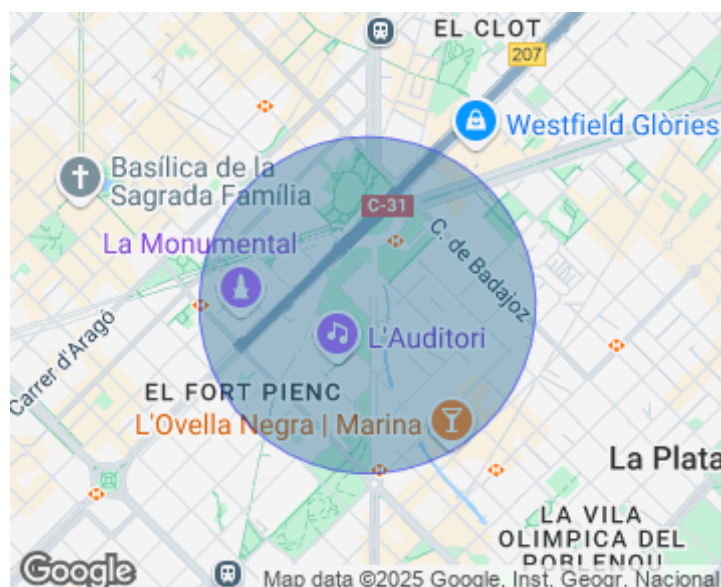 EL CLOT
207
Westfield Glòries
Basílica de la
Sagrada Família
C-31
La Monumental
C. de Badajoz
L'Auditori
Carrer d'Aragó
EL FORT PIENC
L'Ovella Negra | Marina
La Plata
LA VILA
OLIMPICA DEL
POBLENOU
Google
Map data ©2025 Google, Inst. Geogr. Nacional